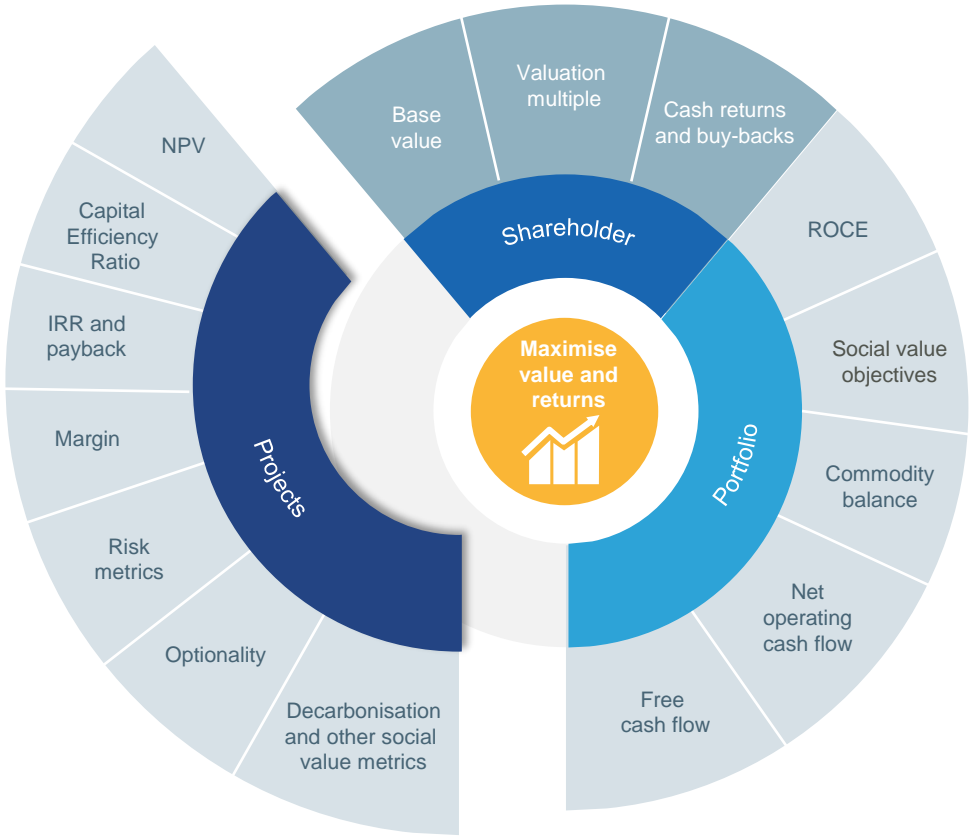 Base
value
Valuation
multiple
Cash returns
and buy-backs
Shareholder
NPV
Capital
Efficiency
Ratio
IRR and
payback
Margin
Risk
metrics
Optionality
Decarbonisation
and other social
value metrics
Projects
Maximise
value and
returns
ROCE
Social value
objectives
Commodity
balance
Net
operating
cash flow
Free
cash flow
Portfolio